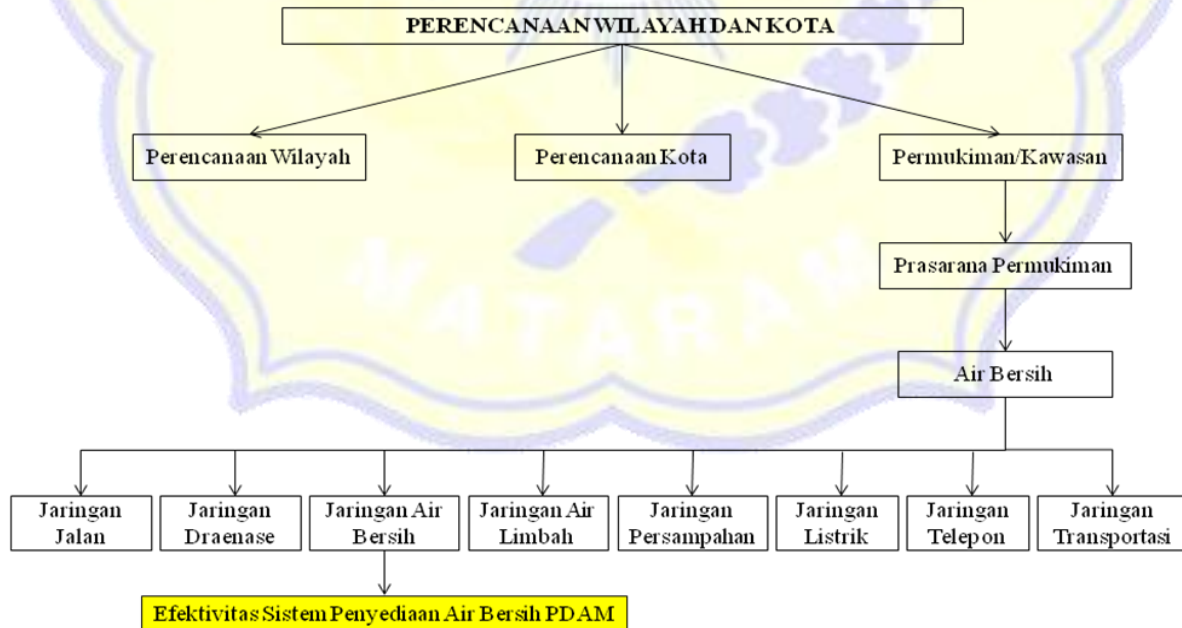 PERENCANAAN WILAYAH DAN KOTA
Perencanaan Wilayah
Perencanaan Kota
Permukiman/Kawasan
Prasarana Permukiman
MATARAM
Air Bersih
Jaringan
Jalan
Jaringan
Draenase
Jaringan Air
Bersih
Jaringan Air
Limbah
Jaringan
Persampahan
Jaringan
Listrik
Jaringan
Telepon
Jaringan
Transportasi
Efektivitas Sistem Penyediaan Air Bersih PDAM